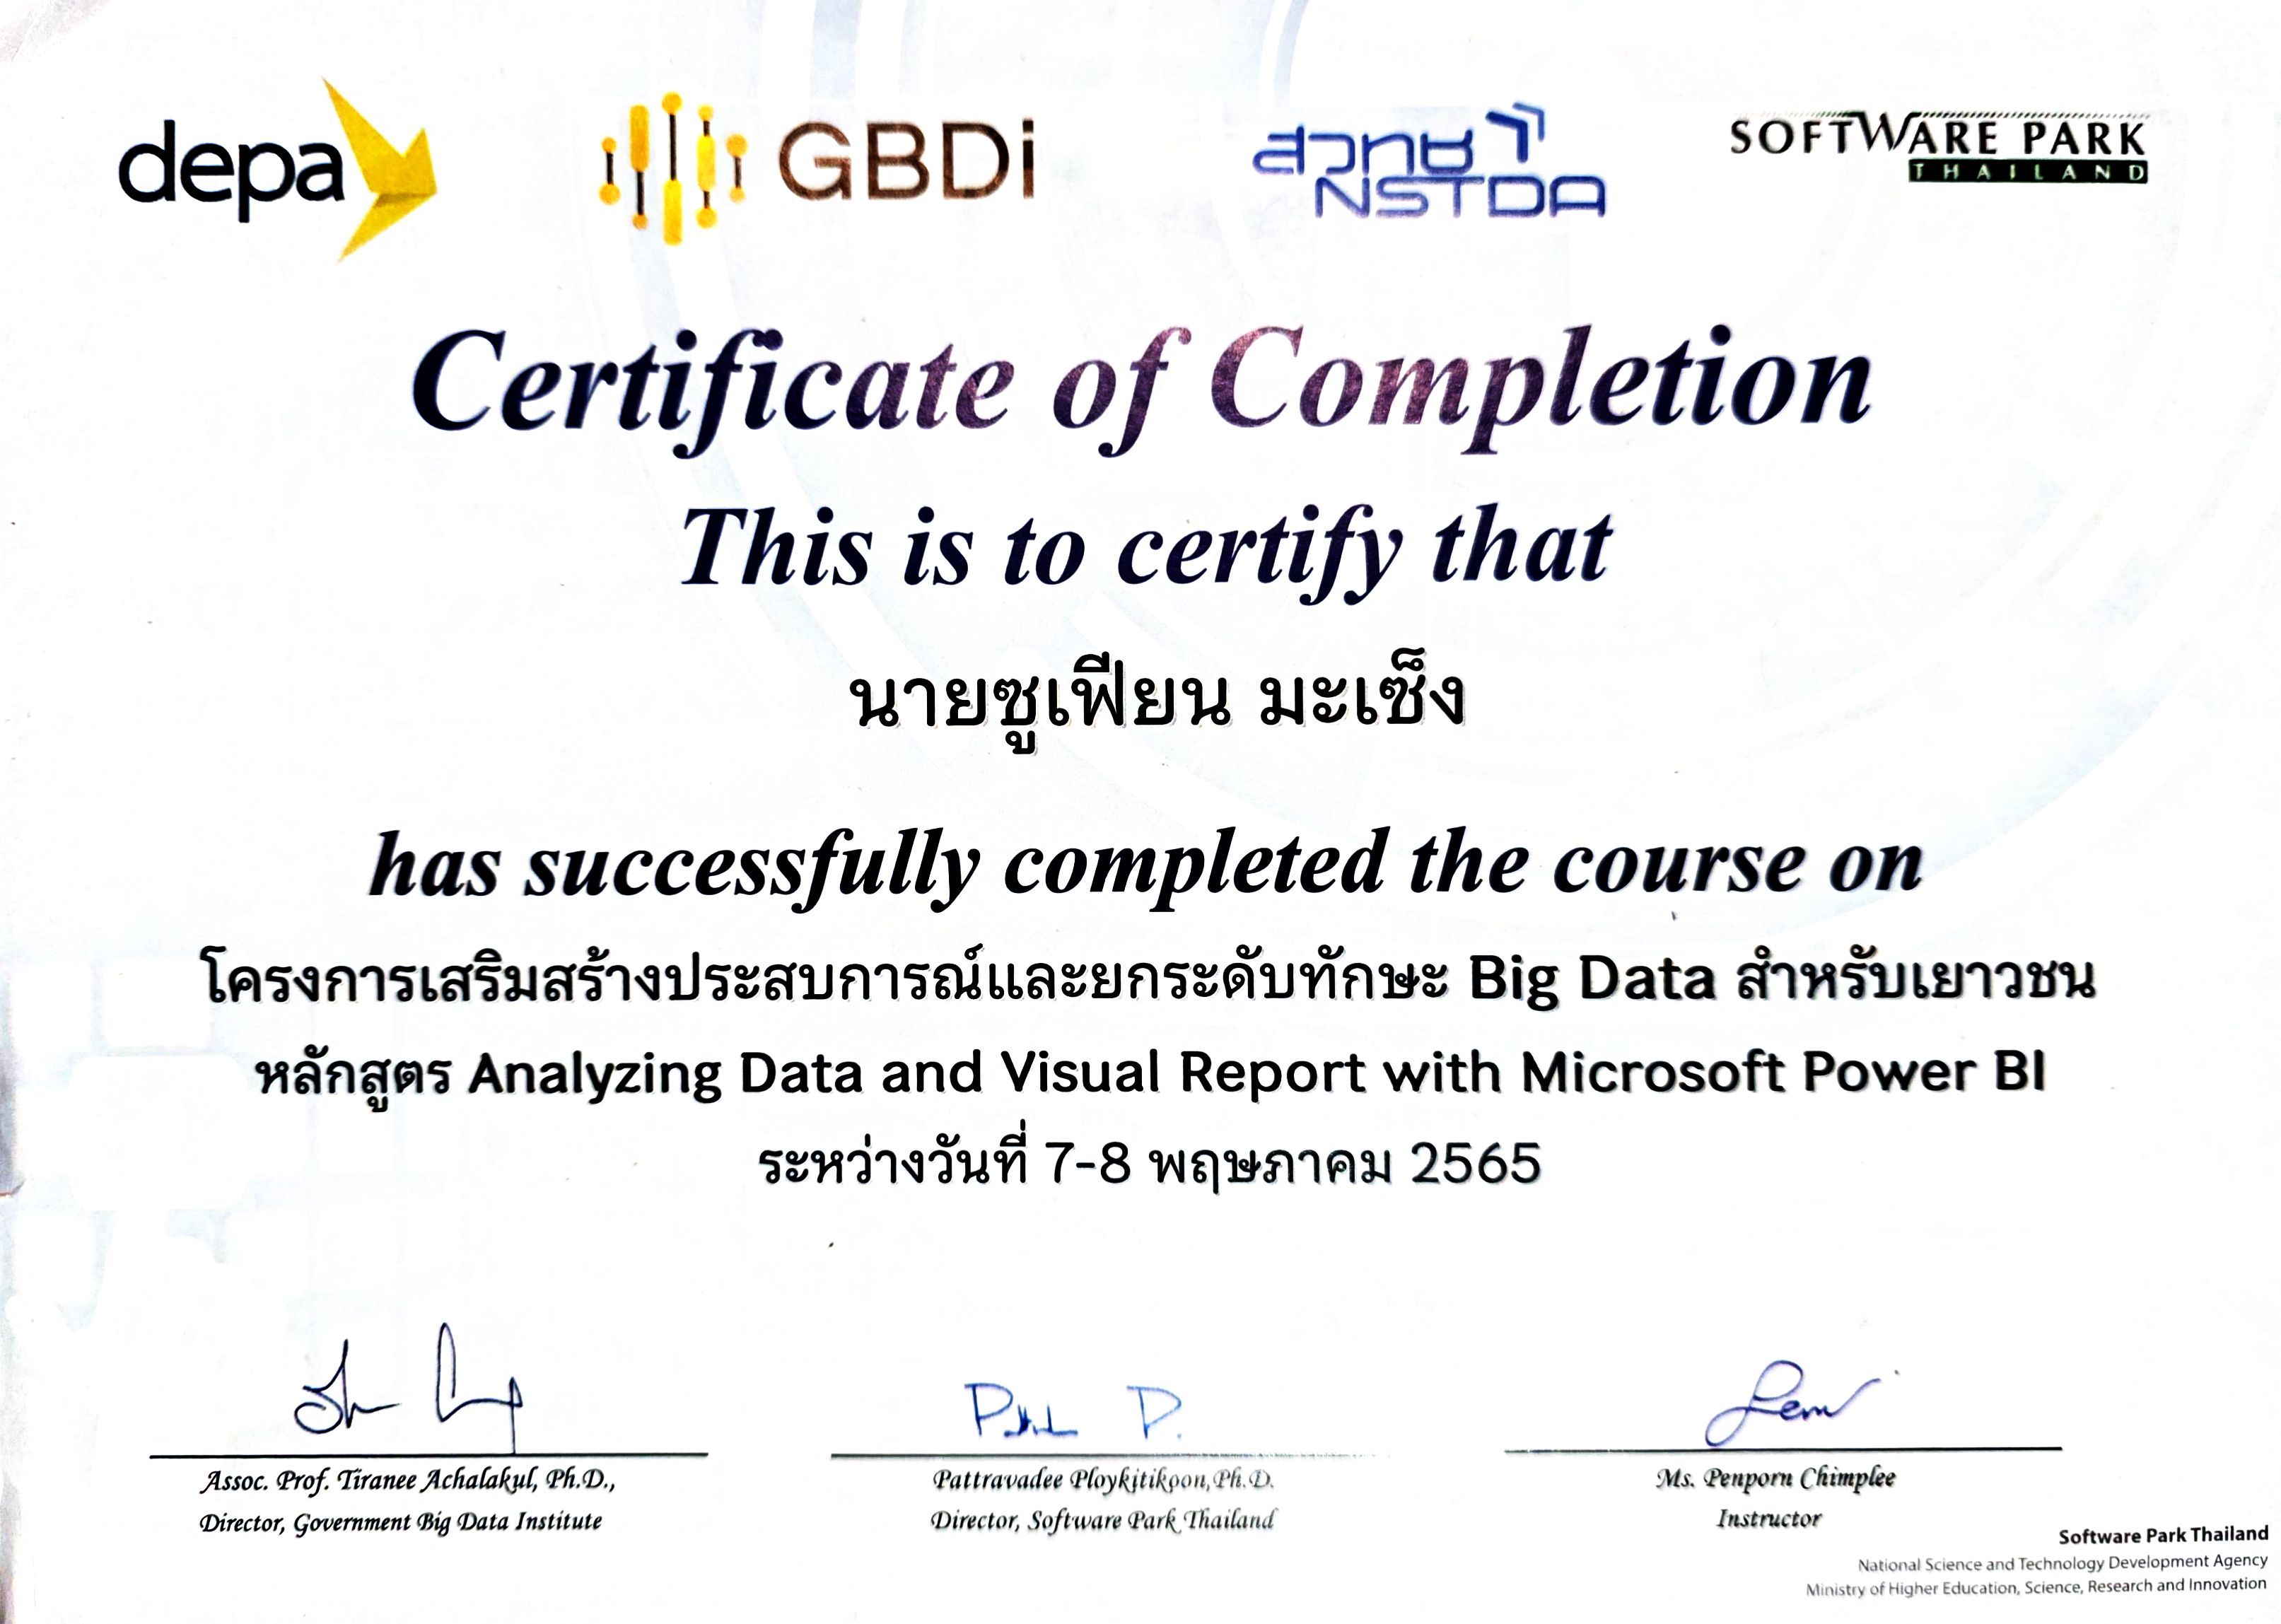 depa
GBDi
สวทช
NSTDA
SOFTWARE PARK
THAILAND
Certificate of Completion
This is to certify that
นายซูเฟียน มะเซ็ง
has successfully completed the course on
โครงการเสริมสร้างประสบการณ์และยกระดับทักษะ Big Data สำหรับเยาวชน
หลักสูตร Analyzing Data and Visual Report with Microsoft Power BI
ระหว่างวันที่ 7-8 พฤษภาคม 2565
Assoc. Prof. Tiranee Achalakul, Ph.D.,
Director, Government Big Data Institute
Pattravadee Ploykitikoon, Ph.D.
Director, Software Park Thailand
Ms. Penporn Chimplee
Instructor
Software Park Thailand
National Science and Technology Development Agency
Ministry of Higher Education, Science, Research and Innovation